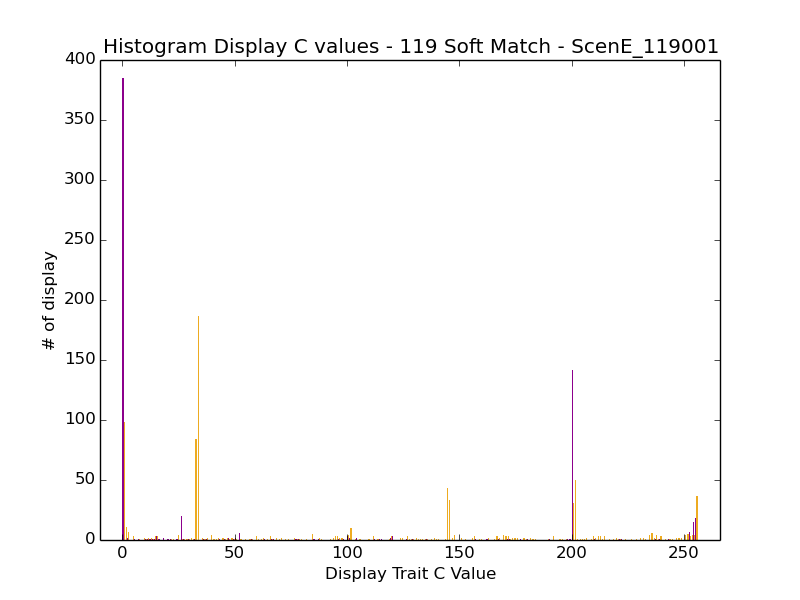 Histogram Display C values - 119 Soft Match - ScenE_119001
400
350
300
250
200
150
100
50
0
# of display
0 50 100 150 200 250
Display Trait C Value